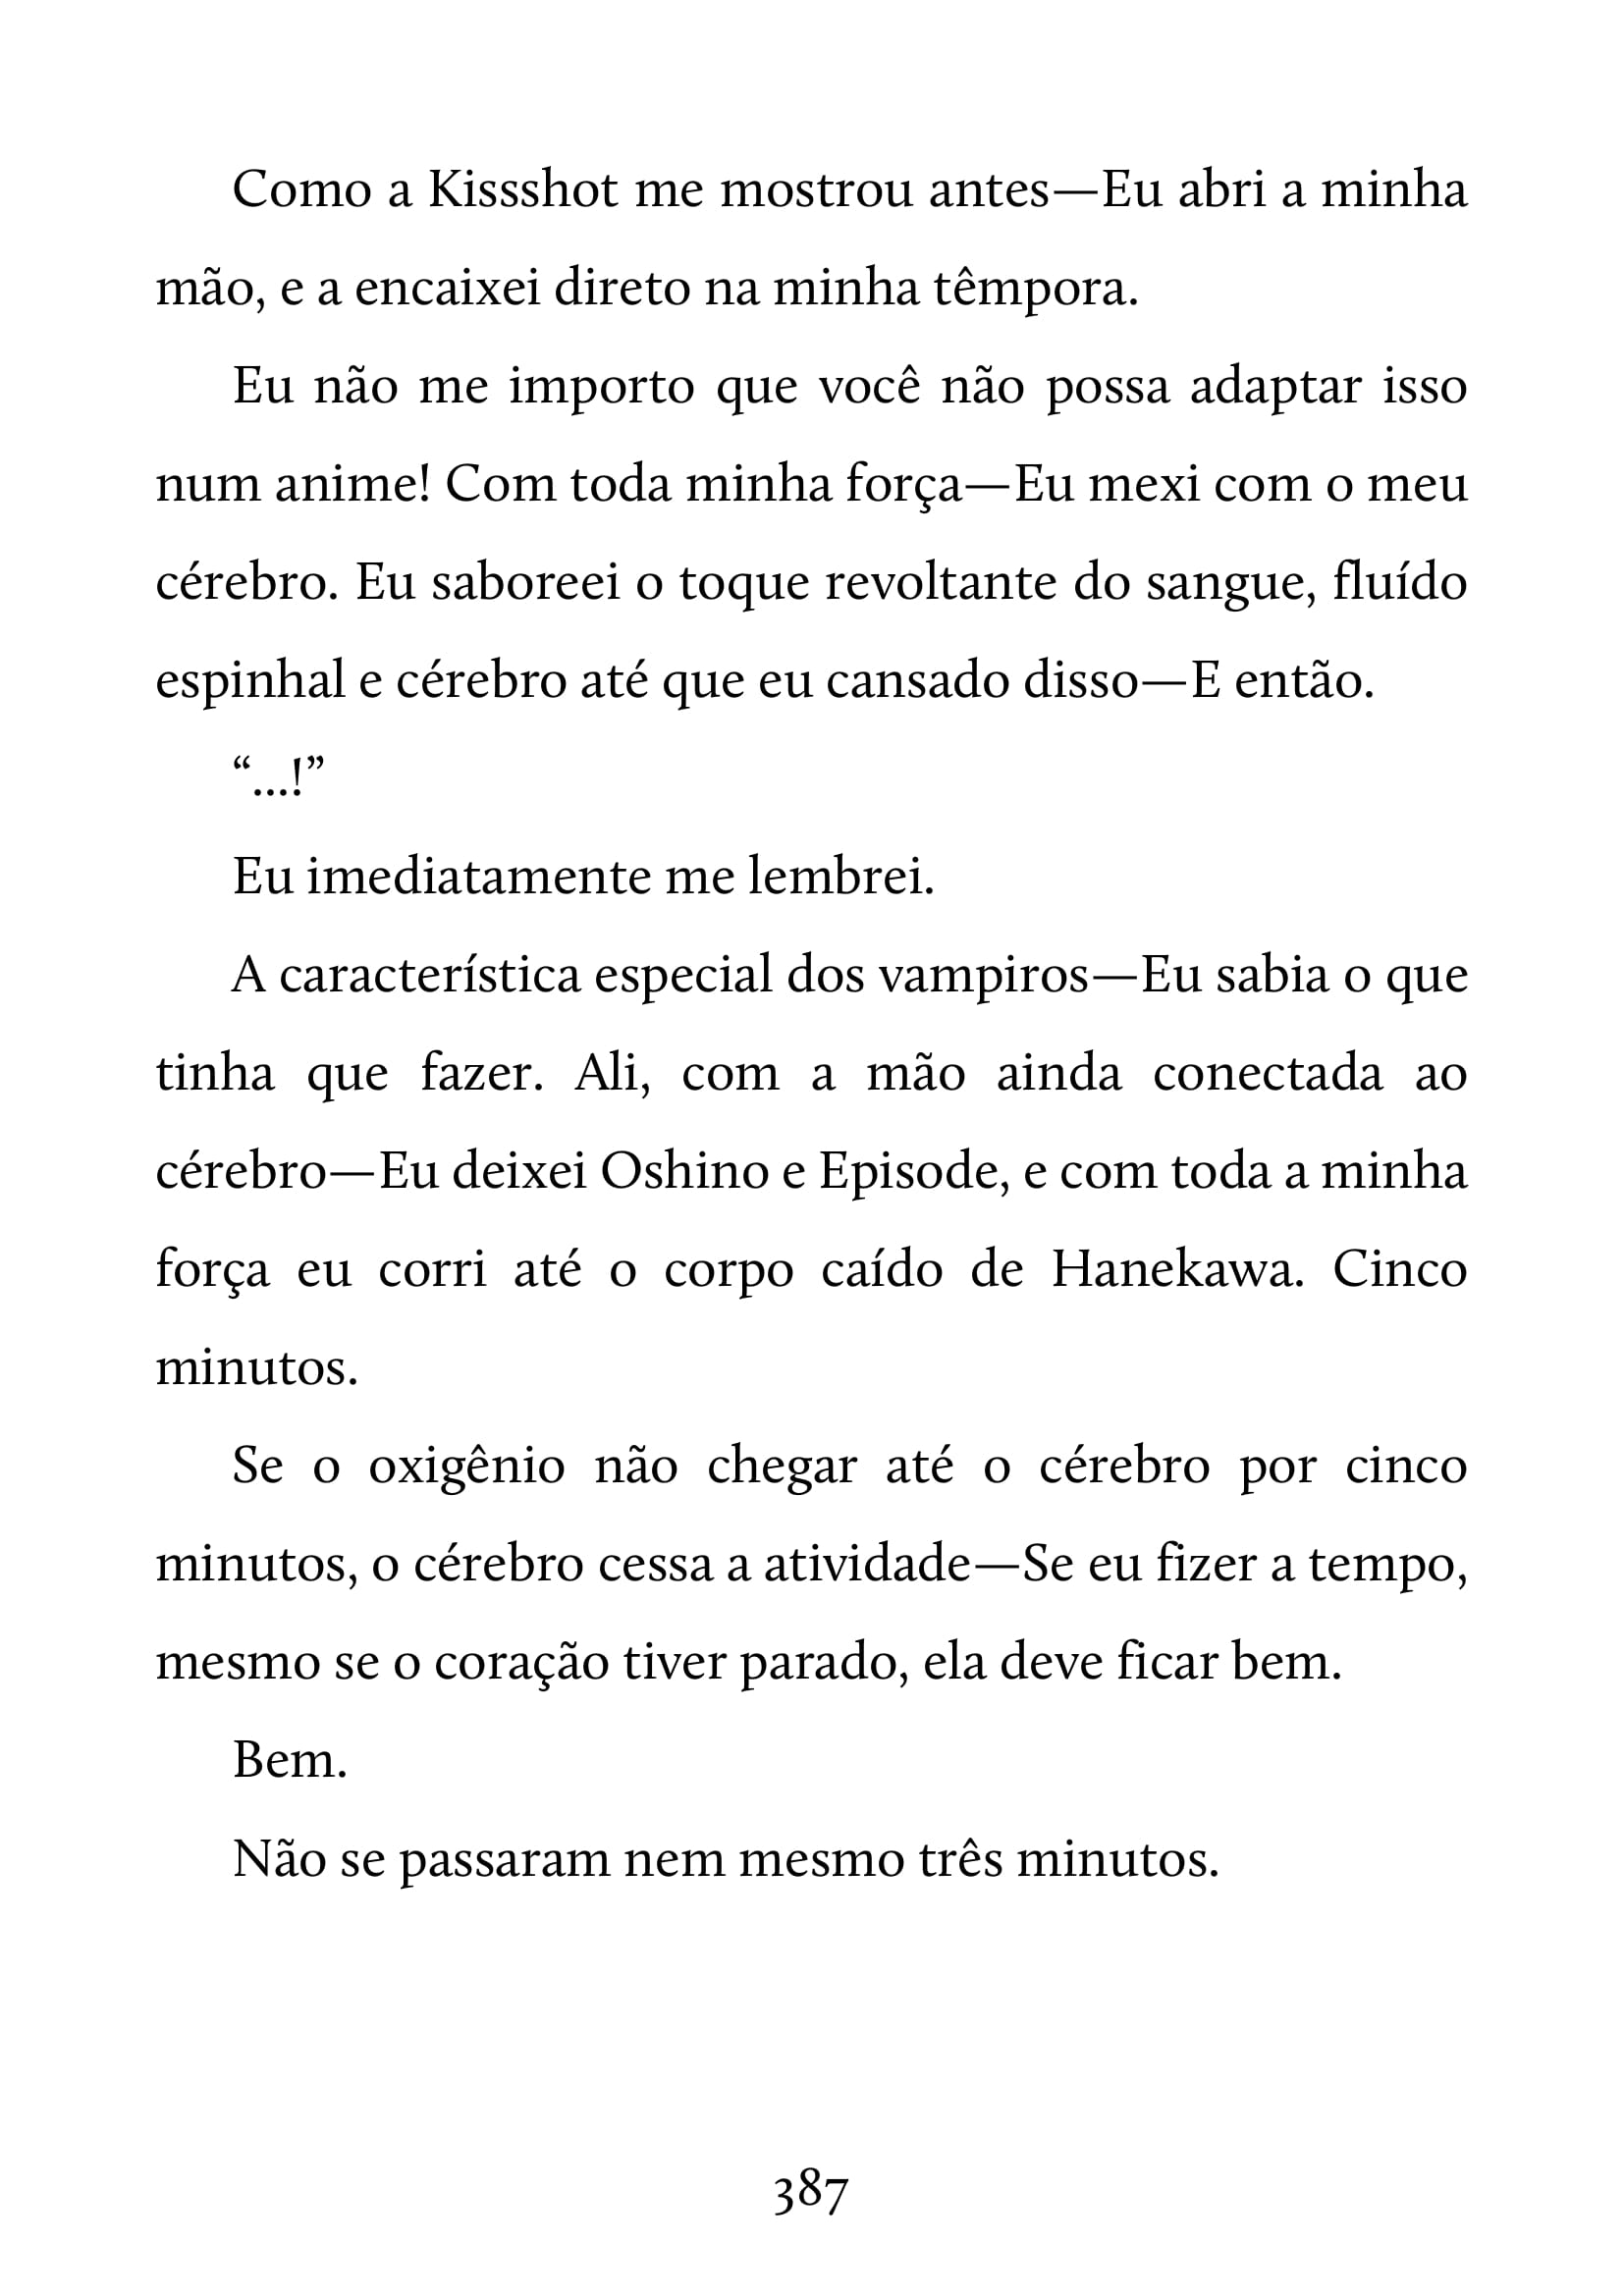 Como a Kissshot me mostrou antes—Eu abri a minha
mão, e a encaixei direto na minha têmpora.
Eu não me importo que você não possa adaptar isso
num anime! Com toda minha força—Eu mexi com o meu
cérebro. Eu saboreei o toque revoltante do sangue, fluído
espinhal e cérebro até que eu cansado disso—E então.
“...!”
Eu imediatamente me lembrei.
A característica especial dos vampiros—Eu sabia o que
tinha que fazer. Ali, com a mão ainda conectada ao
cérebro—Eu deixei Oshino e Episode, e com toda a minha
força eu corri até o corpo caído de Hanekawa. Cinco
minutos.
Se o oxigênio não chegar até o cérebro por cinco
minutos, o cérebro cessa a atividade—Se eu fizer a tempo,
mesmo se o coração tiver parado, ela deve ficar bem.
Bem.
Não se passaram nem mesmo três minutos.
387